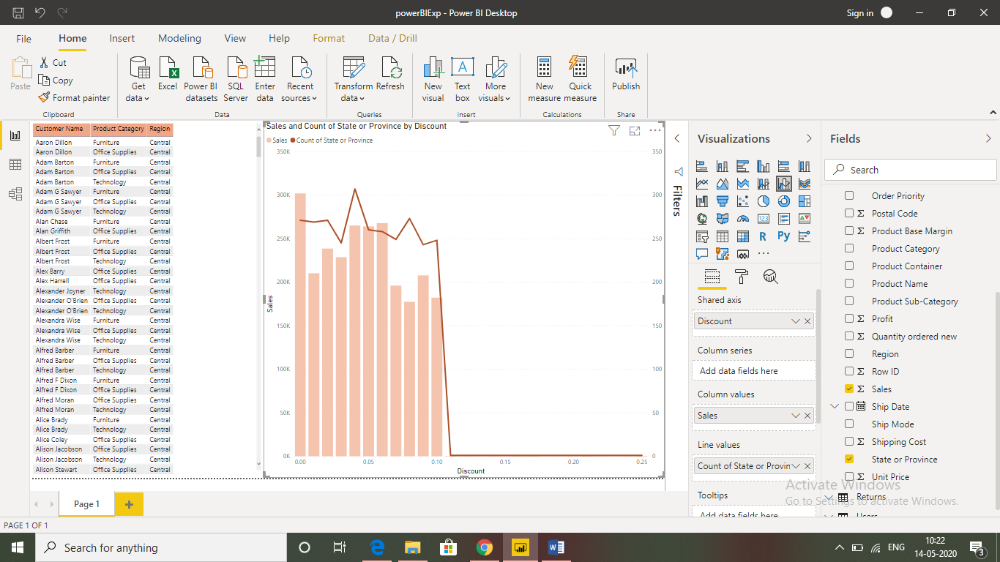 powerBIExp - Power BI Desktop
Sign in
File Home Insert Modeling View Help Format Data / Drill
Paste
Cut
Copy
Format painter
Clipboard
Get data
Excel
Power BI datasets
SQL Server
Enter data
Recent sources
Data
Transform data
Refresh
Queries
New visual
Text box
More visuals
Insert
New measure
Quick measure
Calculations
Publish
Share
Customer Name Product Category Region
Aaron Dillon Furniture Central
Aaron Dillon Office Supplies Central
Adam Barton Furniture Central
Adam Barton Office Supplies Central
Adam Barton Technology Central
Adam G Sawyer Furniture Central
Adam G Sawyer Office Supplies Central
Adam G Sawyer Technology Central
Alan Chase Furniture Central
Alan Griffith Office Supplies Central
Albert Frost Furniture Central
Albert Frost Office Supplies Central
Albert Frost Technology Central
Alex Barry Office Supplies Central
Alex Harrell Office Supplies Central
Alexander Joyner Technology Central
Alexander O'Brien Office Supplies Central
Alexander O'Brien Technology Central
Alexandra Wise Furniture Central
Alexandra Wise Office Supplies Central
Alexandra Wise Technology Central
Alfred Barber Furniture Central
Alfred Barber Office Supplies Central
Alfred Barber Technology Central
Alfred F Dixon Furniture Central
Alfred F Dixon Office Supplies Central
Alfred Moran Office Supplies Central
Alfred Moran Technology Central
Alice Brady Furniture Central
Alice Brady Technology Central
Alice Coley Office Supplies Central
Alison Jacobson Office Supplies Central
Alison Jacobson Technology Central
Alison Stewart Office Supplies Central
Sales and Count of State or Province by Discount
Sales Count of State or Province
350K 350
300K 300
250K 250
200K 200
150K 150
100K 100
50K 50
0K 0
Sales
0.00 0.05 0.10 0.15 0.20 0.25
Discount
Filters
Visualizations
123
R Py
Shared axis
Discount
Column series
Add data fields here
Column values
Sales
Line values
Count of State or Provin
Tooltips
Add data fields here
Fields
Search
Order Priority
Σ Postal Code
Σ Product Base Margin
Product Category
Product Container
Product Name
Product Sub-Category
Σ Profit
Σ Quantity ordered new
Region
Σ Row ID
Σ Sales
Ship Date
Ship Mode
Σ Shipping Cost
State or Province
Σ Unit Price
Returns
Users
Activate Windows
Go to Settings to activate Windows.
Page 1
PAGE 1 OF 1
Search for anything
ENG
10:22
14-05-2020
3